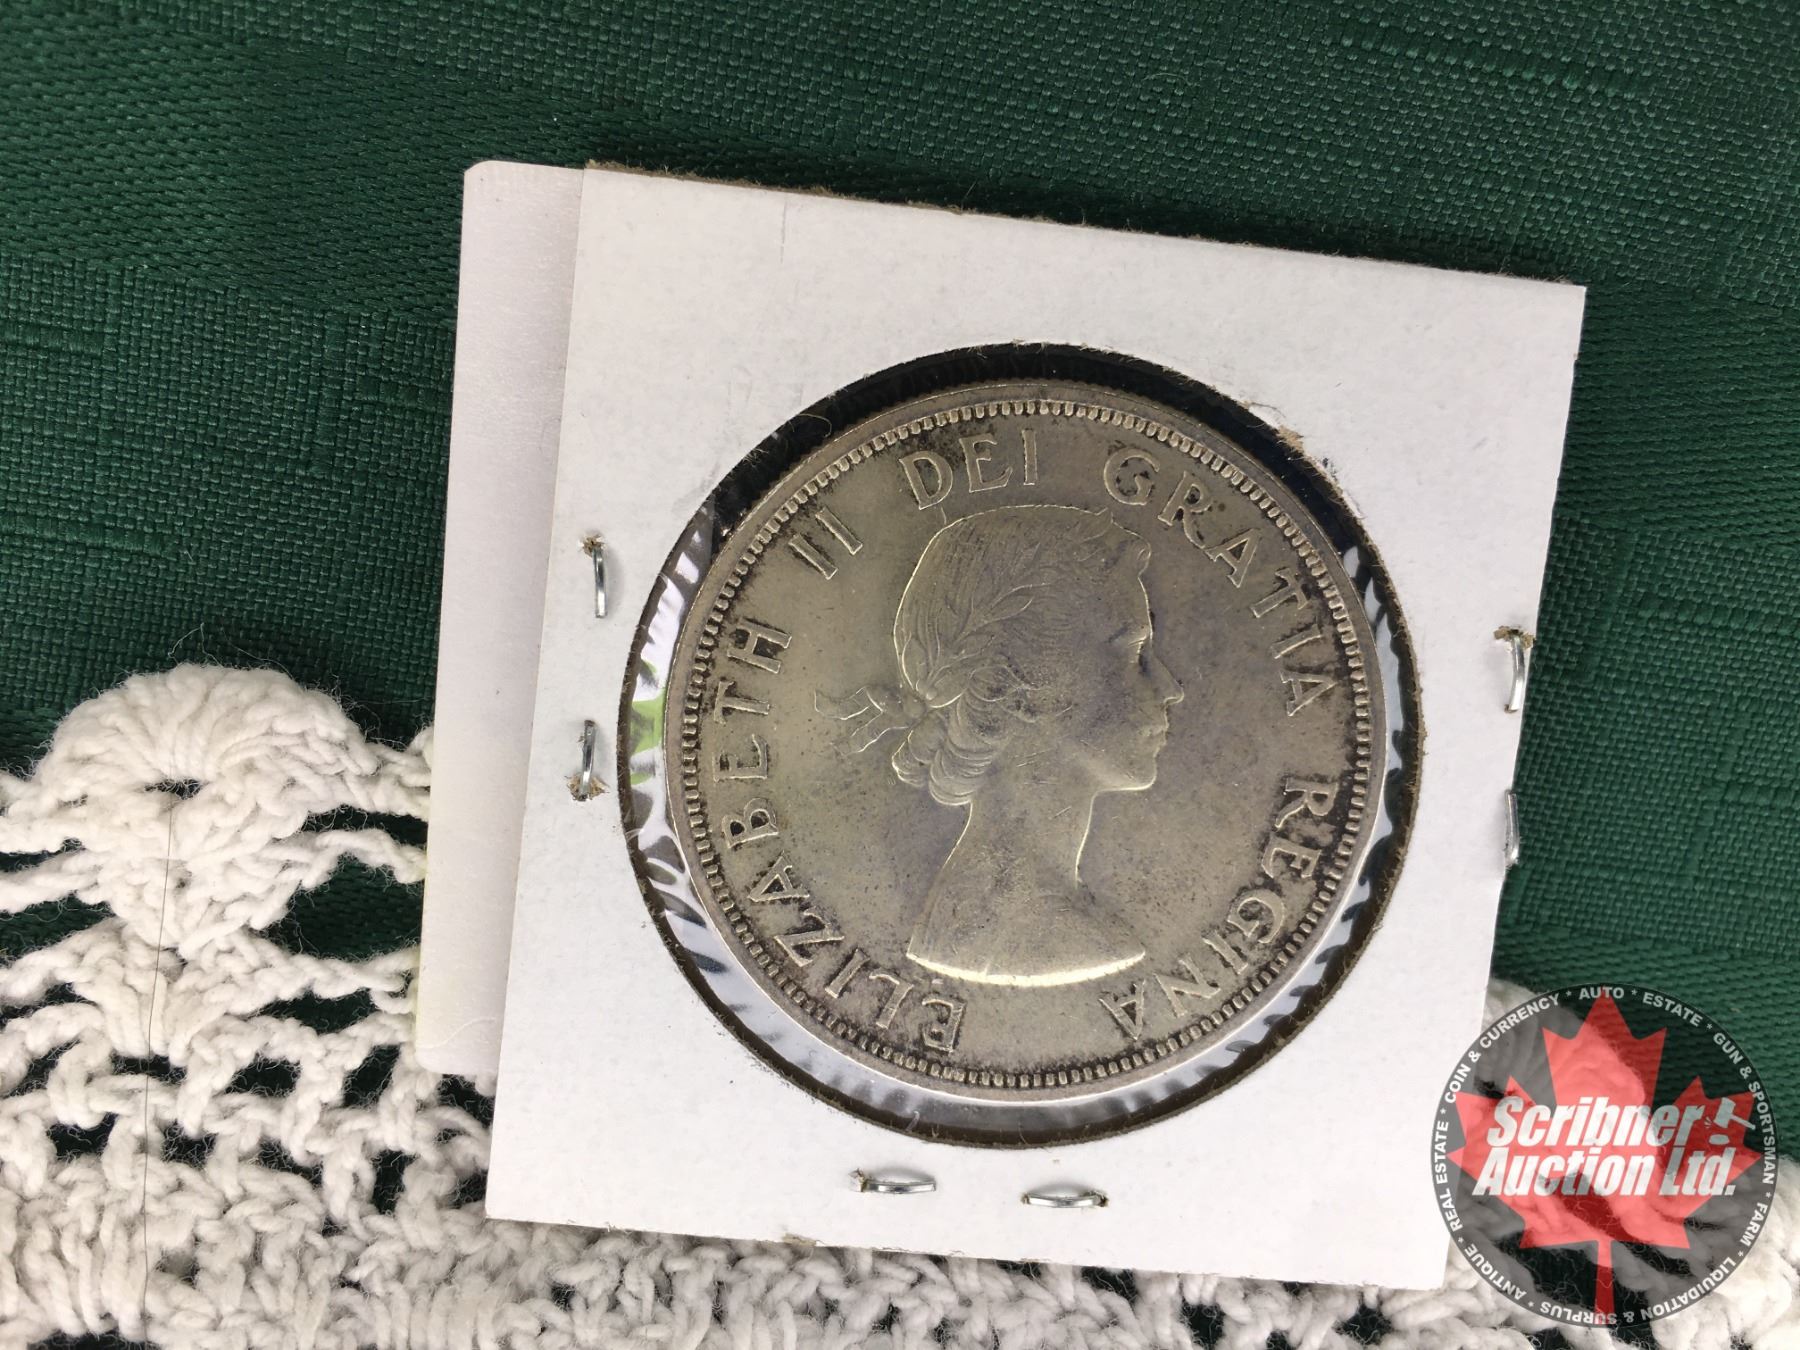 ELIZABETH II DEI GRATIA REGINA
COIN & CURRENCY * AUTO * ESTATE * GUN & SPORTSMAN * FARM * LIQUIDATION & SURPLUS * ANTIQUE * REAL ESTATE *
Scribner
Auction Ltd.